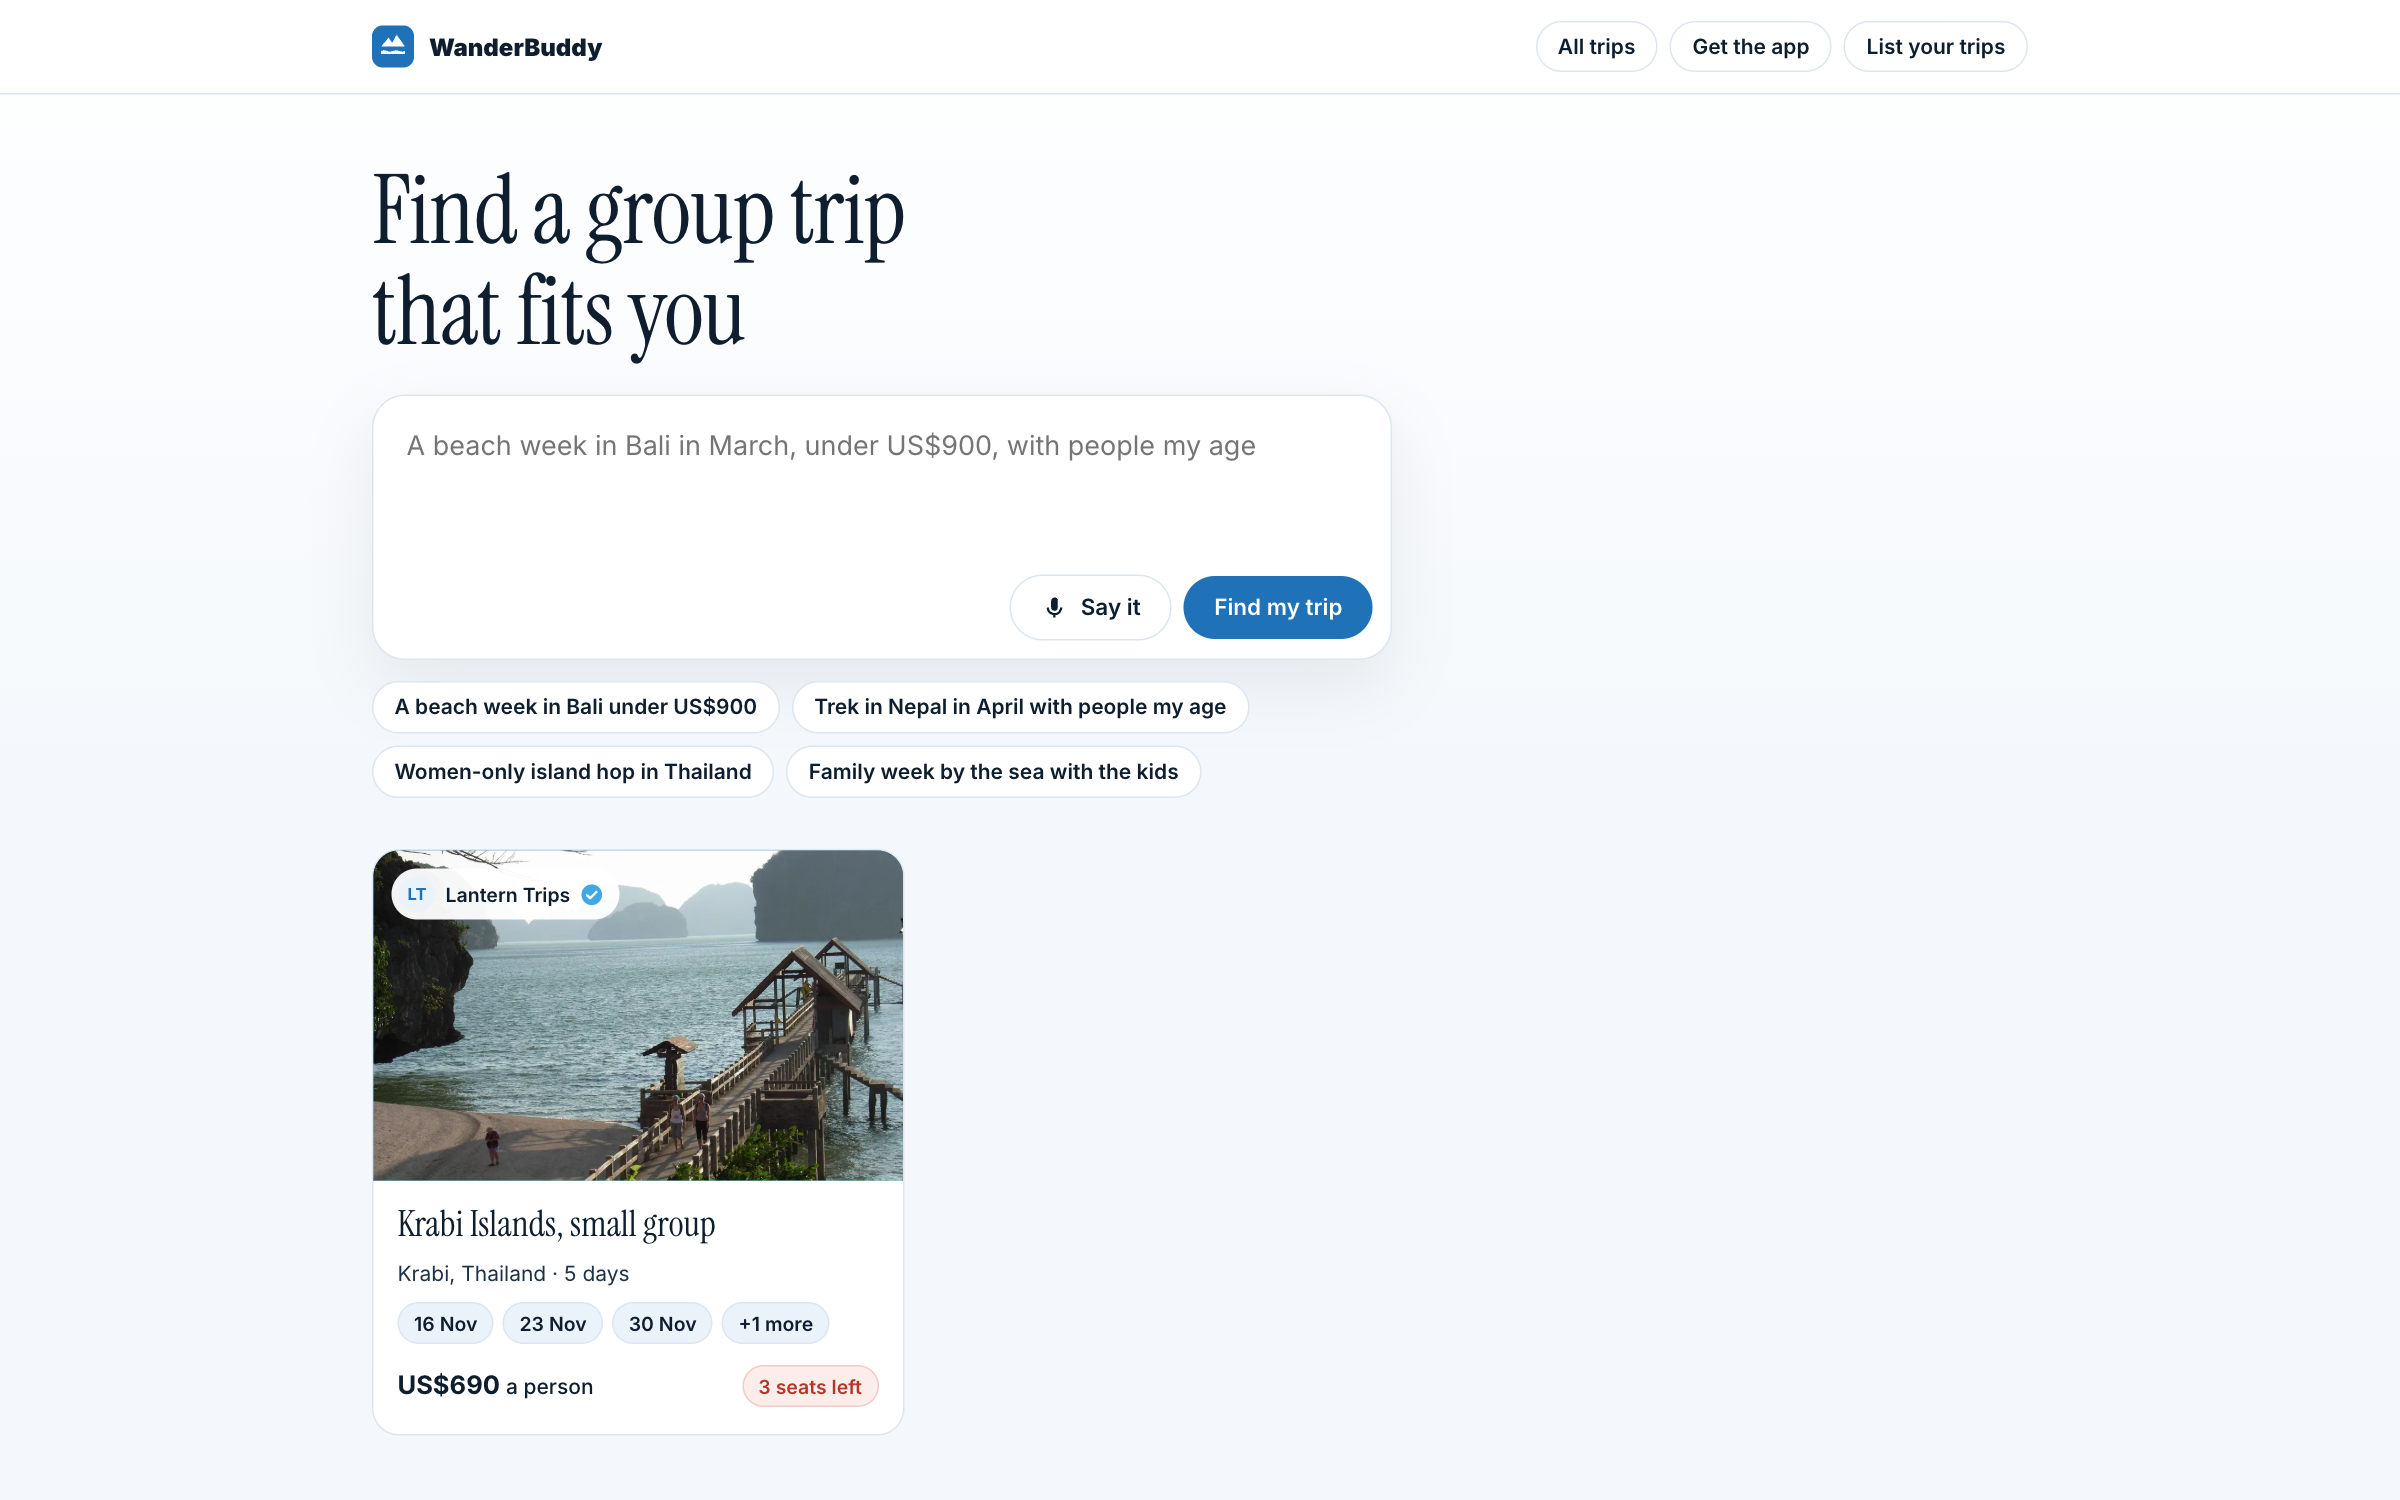 WanderBuddy
All trips
Get the app
List your trips
Find a group trip
that fits you
A beach week in Bali in March, under US$900, with people my age
Say it
Find my trip
A beach week in Bali under US$900
Trek in Nepal in April with people my age
Women-only island hop in Thailand
Family week by the sea with the kids
LT Lantern Trips
Krabi Islands, small group
Krabi, Thailand · 5 days
16 Nov
23 Nov
30 Nov
+1 more
US$690 a person
3 seats left